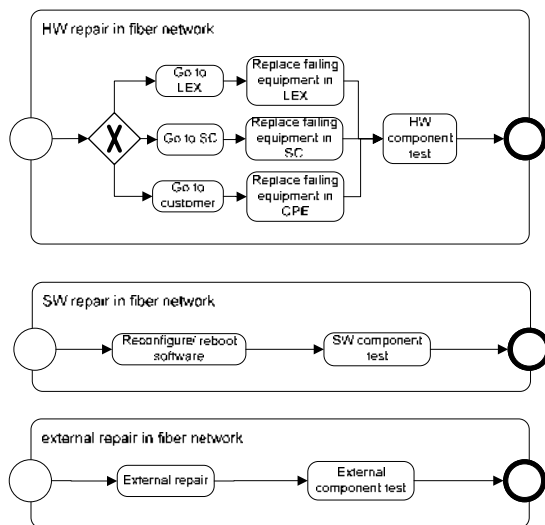 HW repair in fiber network
Go to
LEX
Replace failing
equipment in
LEX
X
Go to SC
Replace failing
equipment in
SC
HW
component
test
Go to
customer
Replace failing
equipment in
CPE
SW repair in fiber network
Reconfigure/ reboot
software
SW component
test
external repair in fiber network
External repair
External
component test